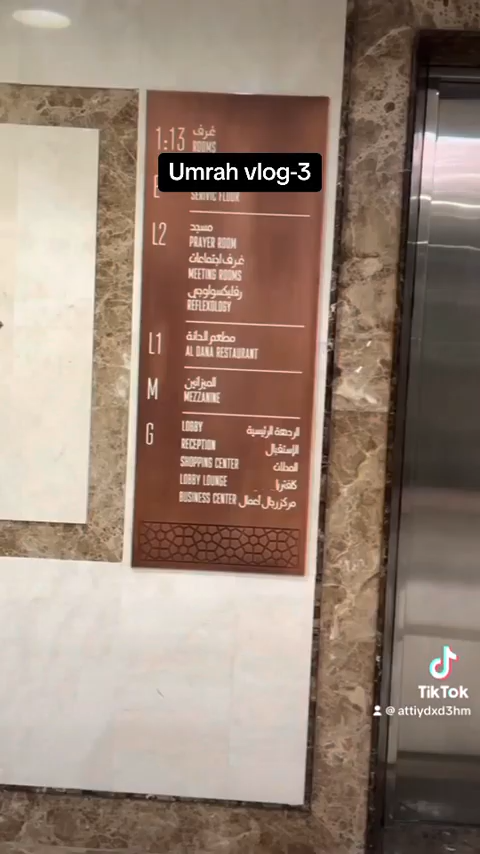 1:13 غرف
ROOMS
Umrah vlog-3
E
SERIVIC FLOOR
L2 مسجد
PRAYER ROOM
غرف اجتماعات
MEETING ROOMS
رفليكسولوجي
REFLEXOLOGY
L1 مطعم الدانة
AL DANA RESTAURANT
M الميزانين
MEZZANINE
G LOBBY الردهة الرئيسية
RECEPTION الإستقبال
SHOPPING CENTER المحلات
LOBBY LOUNGE كافتريا
BUSINESS CENTER مركز رجال أعمال
TikTok
@attiydxd3hm